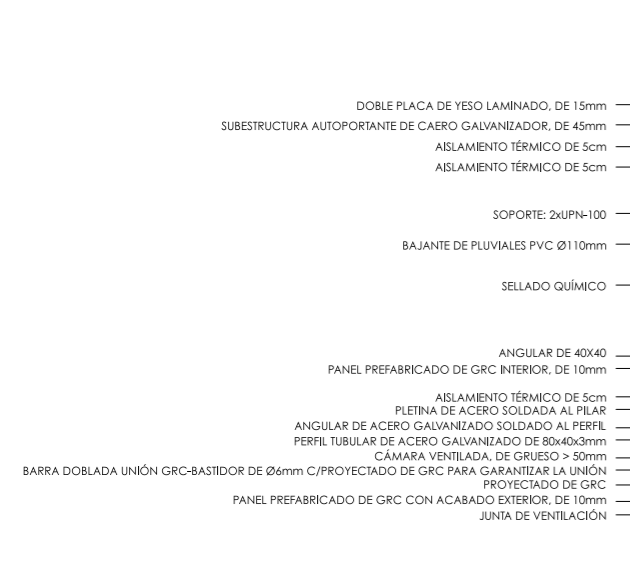 DOBLE PLACA DE YESO LAMINADO, DE 15mm
SUBESTRUCTURA AUTOPORTANTE DE CAERO GALVANIZADOR, DE 45mm
AISLAMIENTO TÉRMICO DE 5cm
AISLAMIENTO TÉRMICO DE 5cm
SOPORTE: 2xUPN-100
BAJANTE DE PLUVIALES PVC Ø110mm
SELLADO QUÍMICO
ANGULAR DE 40X40
PANEL PREFABRICADO DE GRC INTERIOR, DE 10mm
AISLAMIENTO TÉRMICO DE 5cm
PLETINA DE ACERO SOLDADA AL PILAR
ANGULAR DE ACERO GALVANIZADO SOLDADO AL PERFIL
PERFIL TUBULAR DE ACERO GALVANIZADO DE 80x40x3mm
CÁMARA VENTILADA, DE GRUESO > 50mm
BARRA DOBLADA UNIÓN GRC-BASTIDOR DE Ø6mm C/PROYECTADO DE GRC PARA GARANTIZAR LA UNIÓN
PROYECTADO DE GRC
PANEL PREFABRICADO DE GRC CON ACABADO EXTERIOR, DE 10mm
JUNTA DE VENTILACIÓN